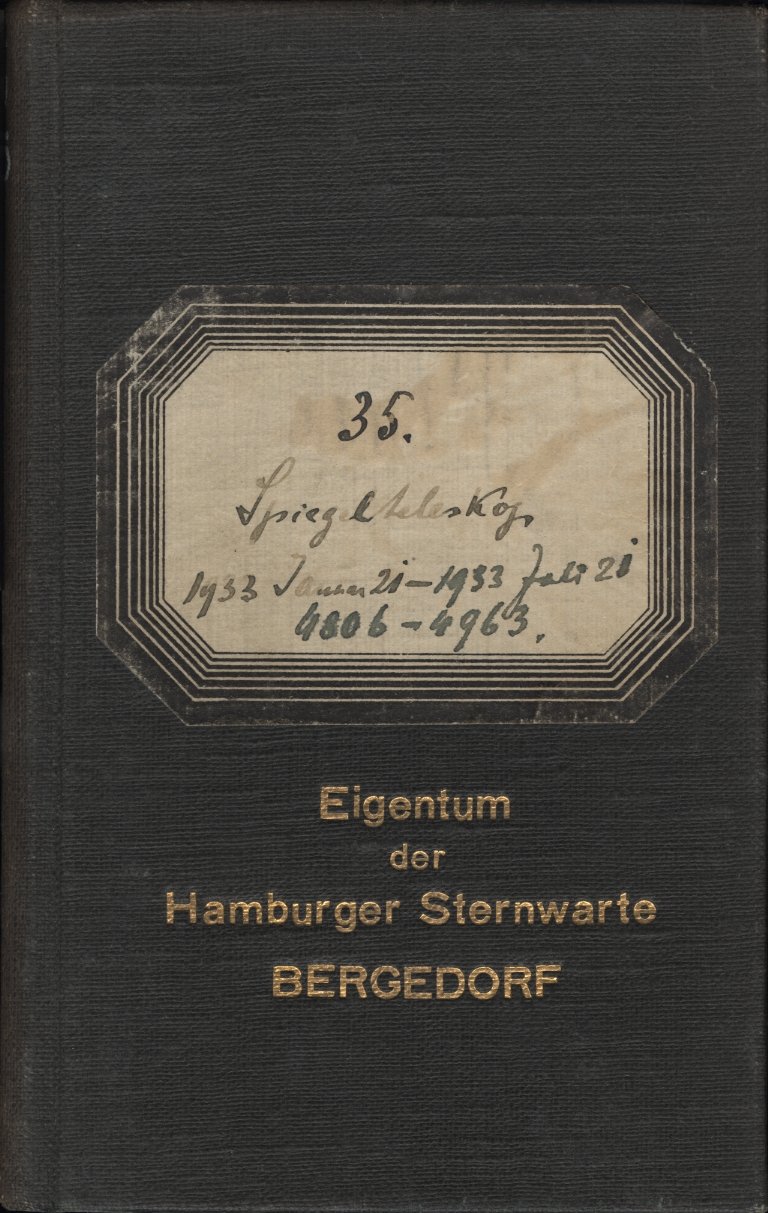 35.
Spiegelteleskop
1933 Januar 21 – 1933 Juli 21
4806 – 4963.
Eigentum
der
Hamburger Sternwarte
BERGEDORF